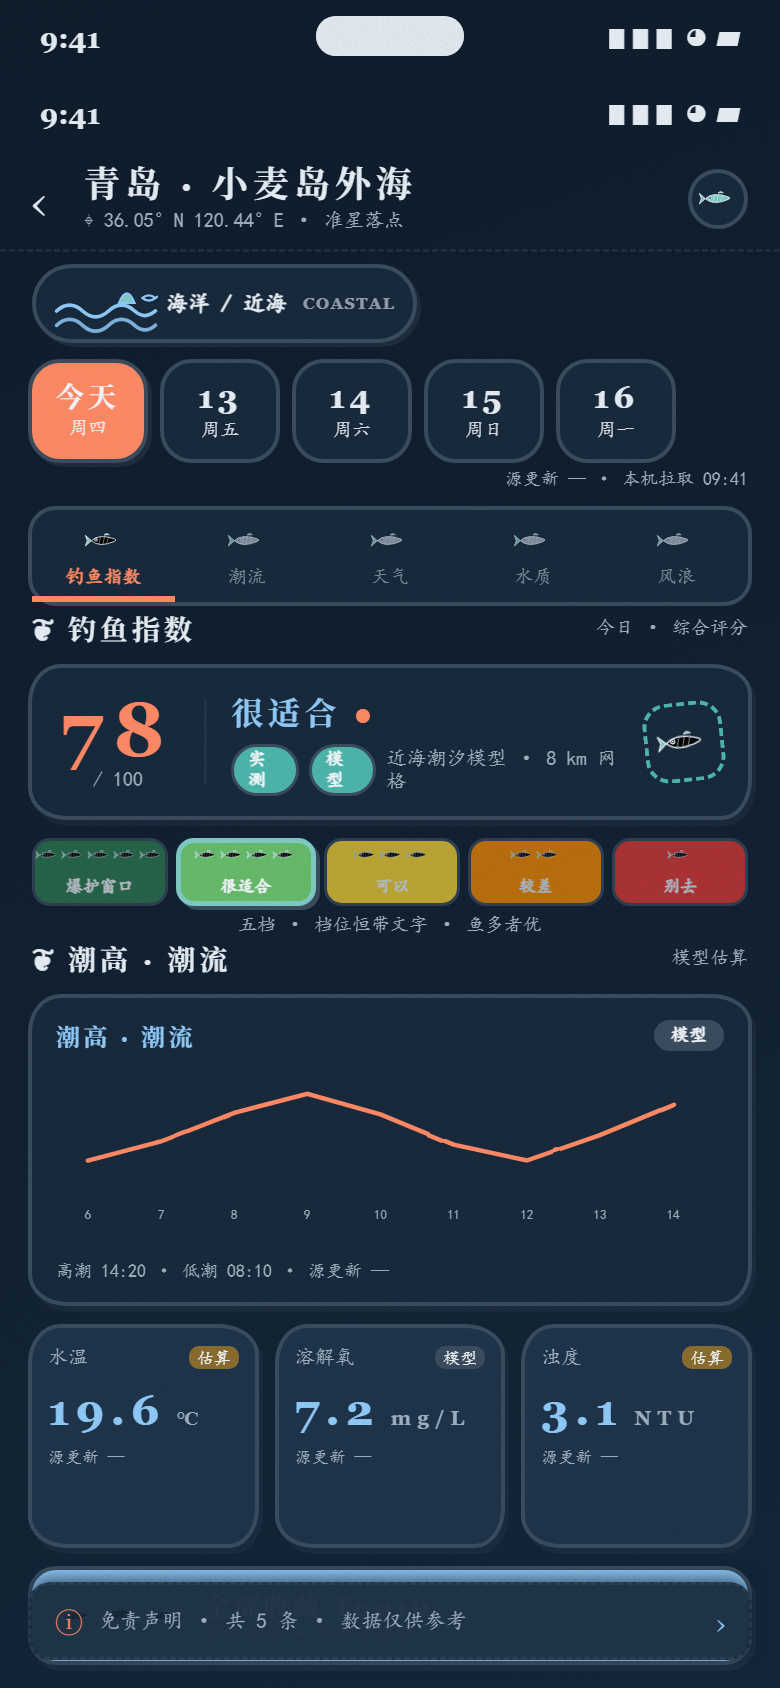 9:41
9:41
青岛 · 小麦岛外海
⌖ 36.05° N 120.44° E • 准星落点
海洋 / 近海 COASTAL
今天 13 14 15 16
周四 周五 周六 周日 周一
源更新 — • 本机拉取 09:41
钓鱼指数 潮流 天气 水质 风浪
钓鱼指数 今日 • 综合评分
78
/ 100
很适合
实测 模型 近海潮汐模型 • 8 km 网格
爆护窗口 很适合 可以 较差 别去
五档 • 档位恒带文字 • 鱼多者优
潮高 · 潮流 模型估算
潮高 · 潮流 模型
6 7 8 9 10 11 12 13 14
高潮 14:20 • 低潮 08:10 • 源更新 —
水温 估算 溶解氧 模型 浊度 估算
19.6 °C 7.2 mg/L 3.1 NTU
源更新 — 源更新 — 源更新 —
免责声明 • 共 5 条 • 数据仅供参考